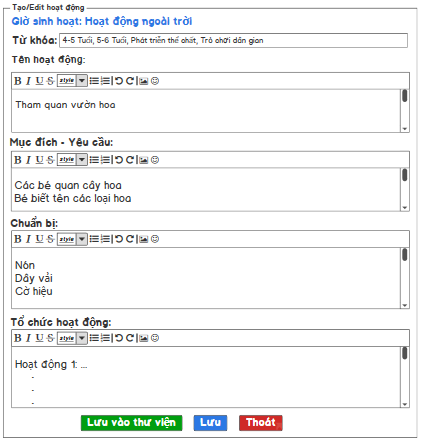 Tạo/Edit hoạt động
Giờ sinh hoạt: Hoạt động ngoài trời
Từ khóa: 4-5 Tuổi, 5-6 Tuổi, Phát triển thể chất, Trò chơi dân gian
Tên hoạt động:
B I U S style
Tham quan vườn hoa
Mục đích - Yêu cầu:
B I U S style
Các bé quan cây hoa
Bé biết tên các loại hoa
Chuẩn bị:
B I U S style
Nón
Dây vải
Cờ hiệu
Tổ chức hoạt động:
B I U S style
Hoạt động 1: ...
.
.
.
Lưu vào thư viện Lưu Thoát